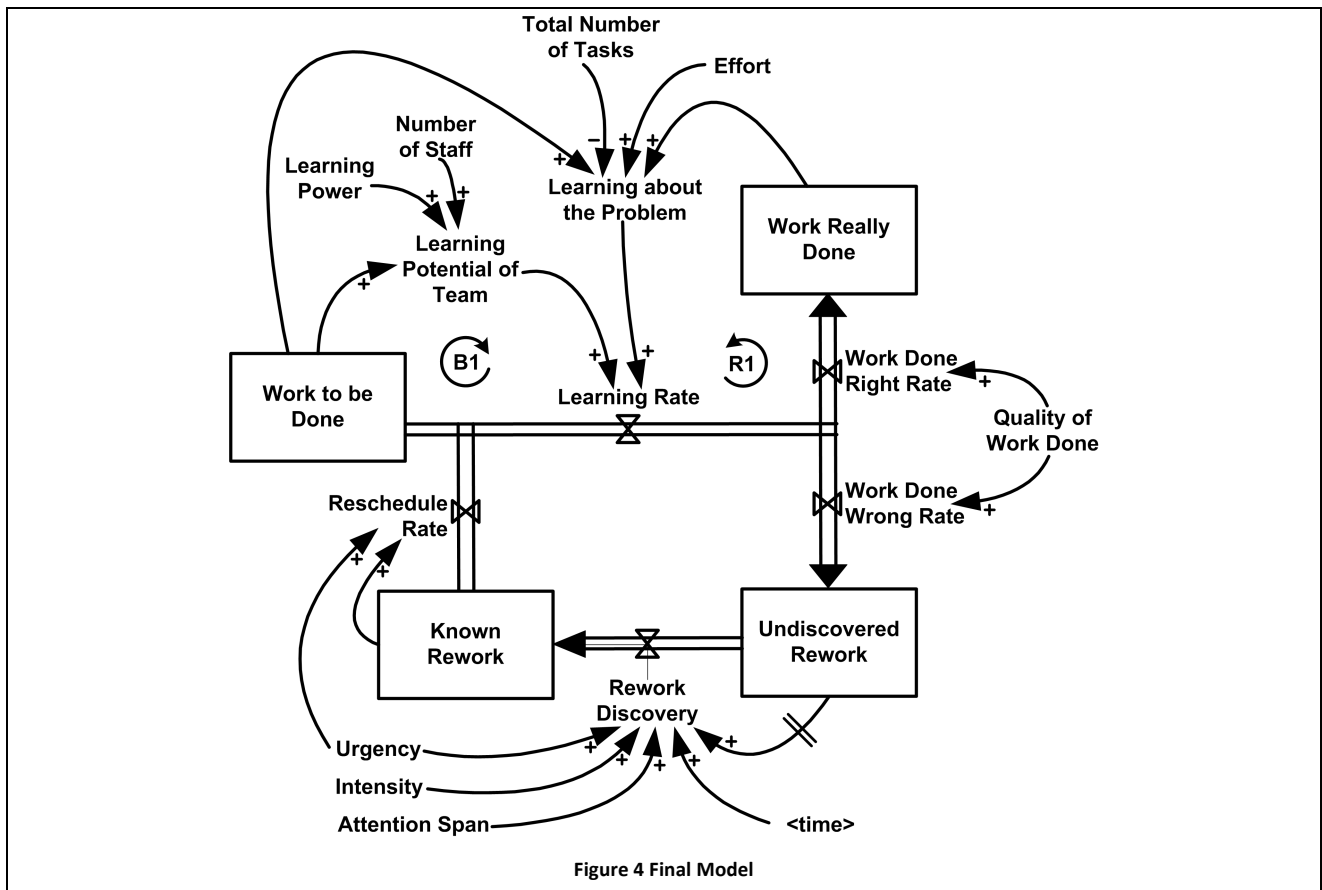 Total Number
of Tasks
Effort
Number
of Staff
Learning
Power
Learning about
the Problem
Work Really
Done
Learning
Potential of
Team
+
+
+
–
+
+
+
+
+
B1
R1
Work to be
Done
Learning Rate
Work Done
Right Rate
+
Quality of
Work Done
Reschedule
Rate
Work Done
Wrong Rate
+
+
+
Known
Rework
Undiscovered
Rework
Rework
Discovery
Urgency
Intensity
Attention Span
<time>
+
+
+
+
+
Figure 4 Final Model